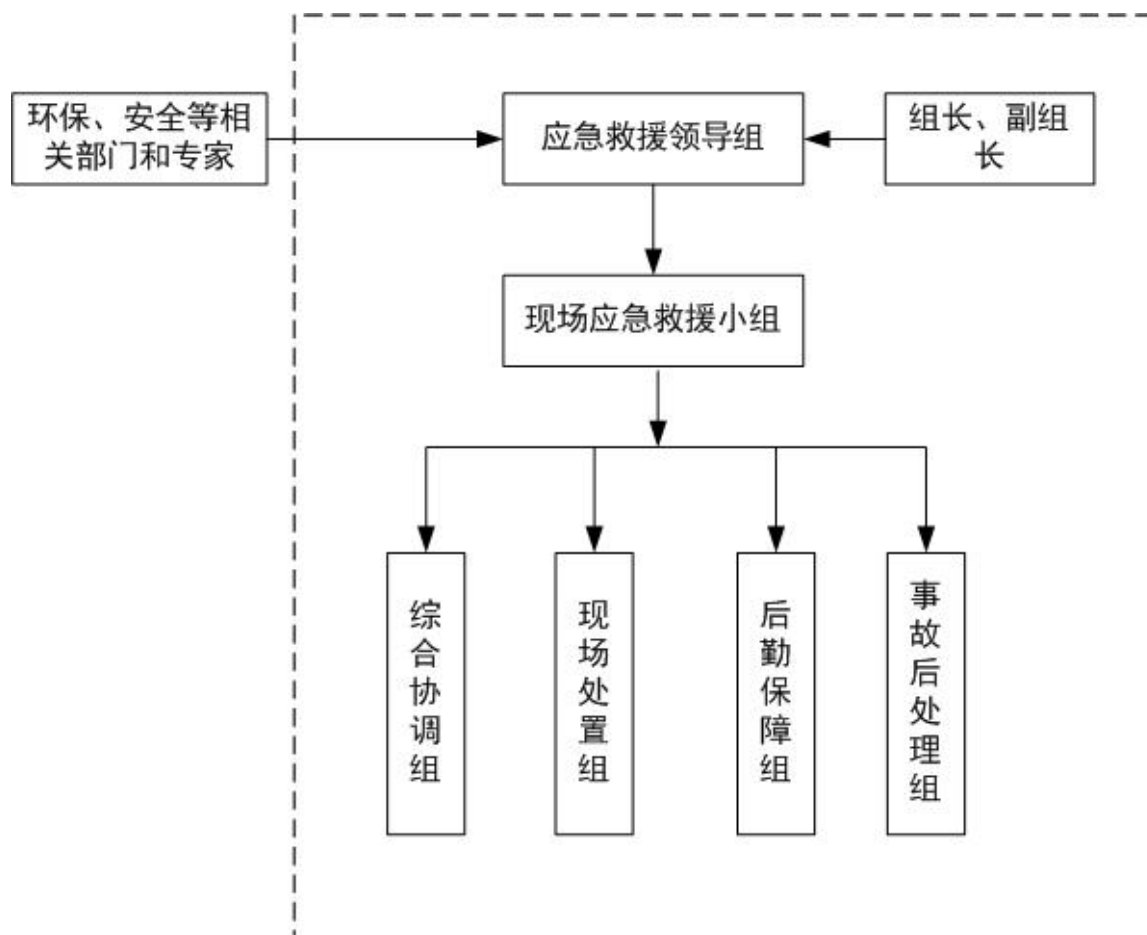 环保、安全等相
关部门和专家
应急救援领导组
组长、副组
长
现场应急救援小组
综合协调组
现场处置组
后勤保障组
事故后处理组